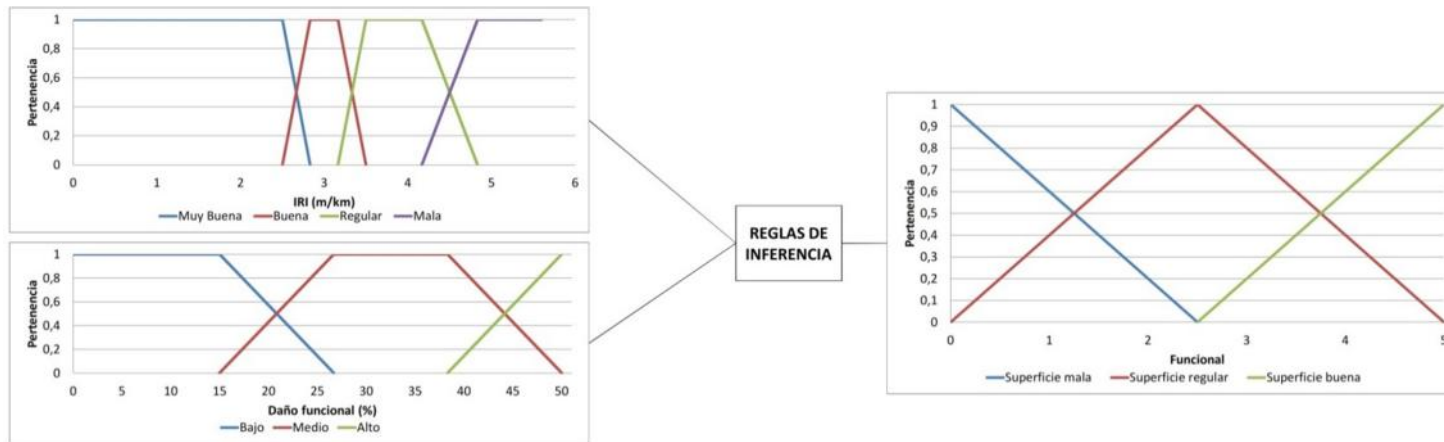 1
0,8
0,6
0,4
0,2
0
Pertenencia
0 1 2 3 4 5 6
IRI (m/km)
Muy Buena Buena Regular Mala
1
0,8
0,6
0,4
0,2
0
Pertenencia
0 5 10 15 20 25 30 35 40 45 50
Daño funcional (%)
Bajo Medio Alto
REGLAS DE
INFERENCIA
1
0,9
0,8
0,7
0,6
0,5
0,4
0,3
0,2
0,1
0
Pertenencia
0 1 2 3 4 5
Funcional
Superficie mala Superficie regular Superficie buena